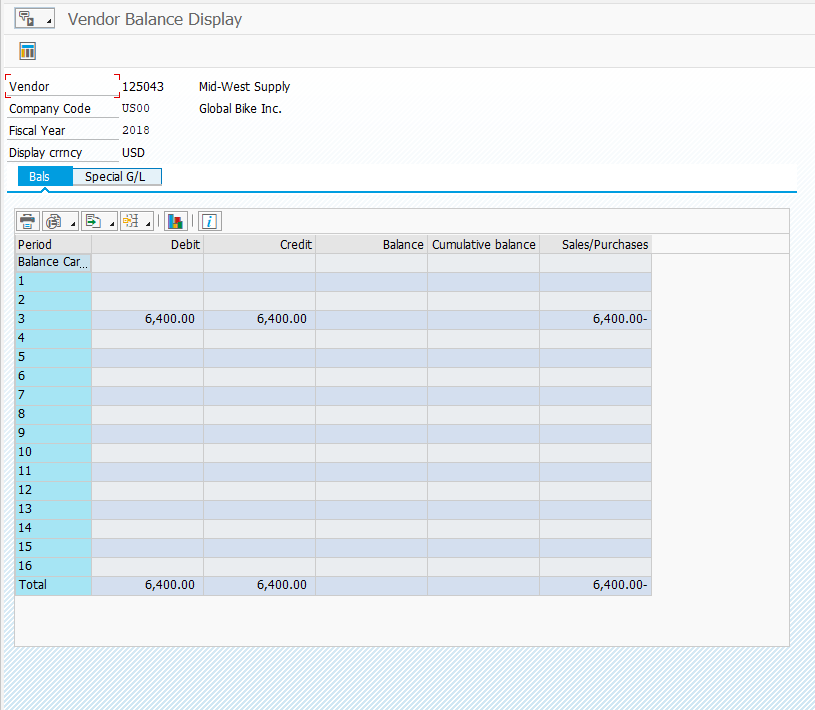 Vendor Balance Display
Vendor 125043 Mid-West Supply
Company Code US00 Global Bike Inc.
Fiscal Year 2018
Display crrncy USD
Bals Special G/L
Period Debit Credit Balance Cumulative balance Sales/Purchases
Balance Car...
1
2
3 6,400.00 6,400.00 6,400.00-
4
5
6
7
8
9
10
11
12
13
14
15
16
Total 6,400.00 6,400.00 6,400.00-